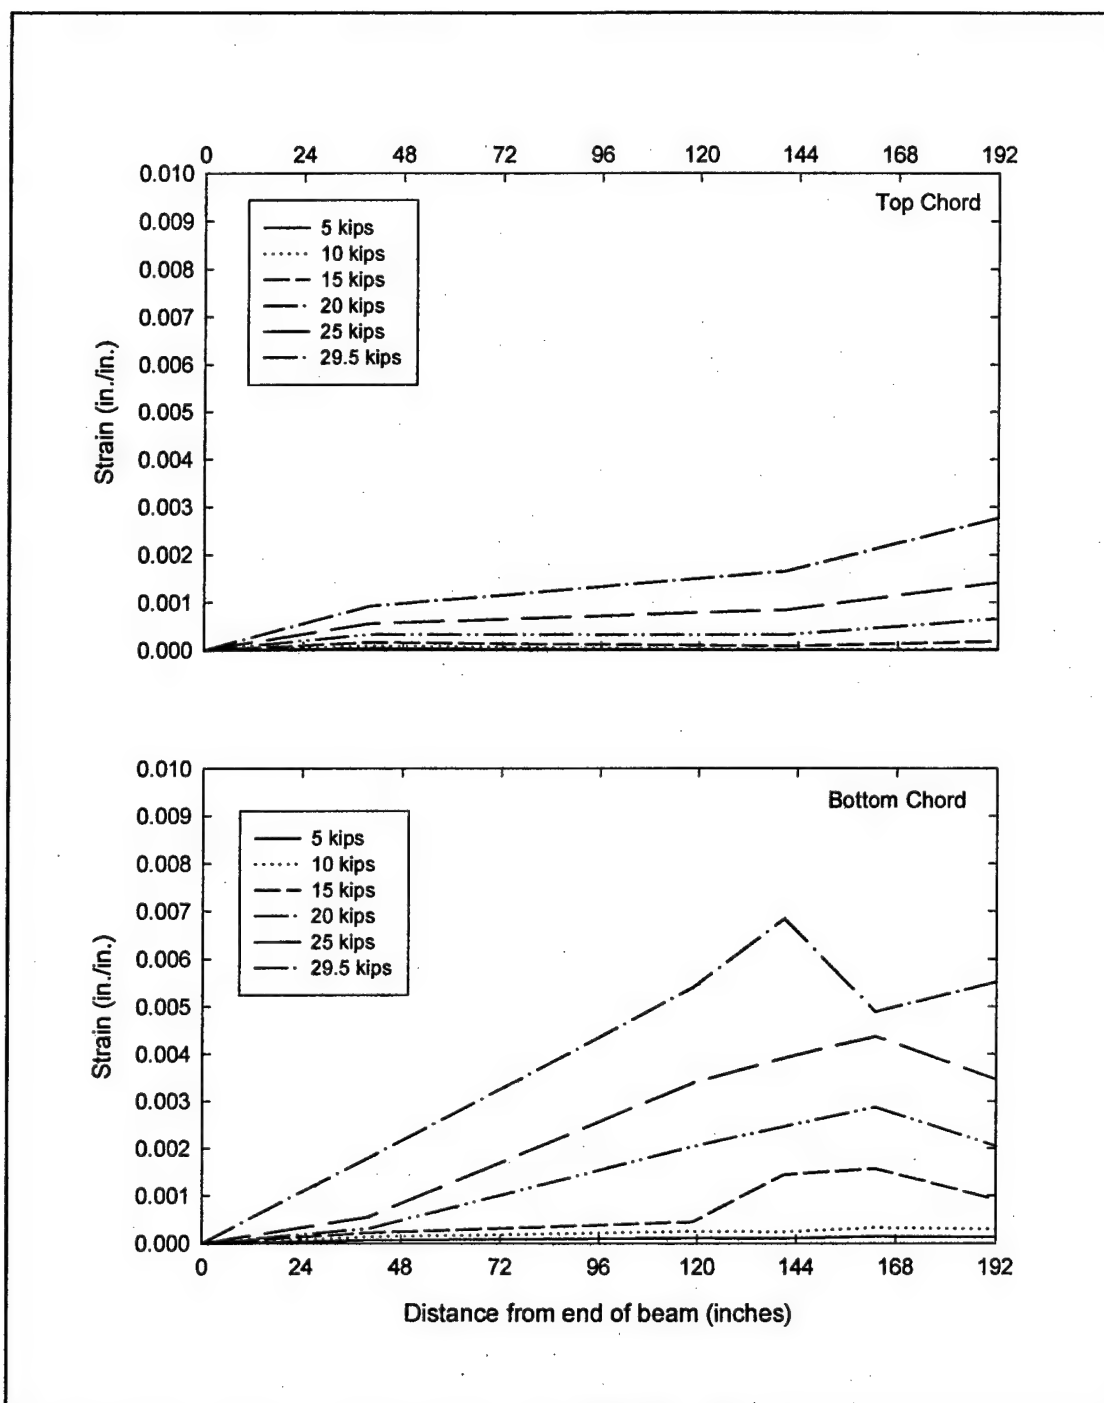 0 24 48 72 96 120 144 168 192
0.010
0.009
0.008
0.007
0.006
0.005
0.004
0.003
0.002
0.001
0.000
Strain (in./in.)
Top Chord
5 kips
10 kips
15 kips
20 kips
25 kips
29.5 kips
0.010
0.009
0.008
0.007
0.006
0.005
0.004
0.003
0.002
0.001
0.000
Strain (in./in.)
Bottom Chord
5 kips
10 kips
15 kips
20 kips
25 kips
29.5 kips
0 24 48 72 96 120 144 168 192
Distance from end of beam (inches)